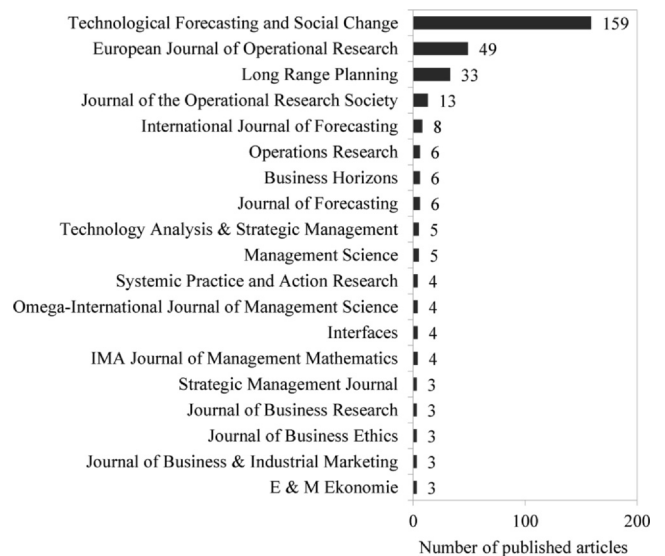 Technological Forecasting and Social Change 159
European Journal of Operational Research 49
Long Range Planning 33
Journal of the Operational Research Society 13
International Journal of Forecasting 8
Operations Research 6
Business Horizons 6
Journal of Forecasting 6
Technology Analysis & Strategic Management 5
Management Science 5
Systemic Practice and Action Research 4
Omega-International Journal of Management Science 4
Interfaces 4
IMA Journal of Management Mathematics 4
Strategic Management Journal 3
Journal of Business Research 3
Journal of Business Ethics 3
Journal of Business & Industrial Marketing 3
E & M Ekonomie 3
0 100 200
Number of published articles